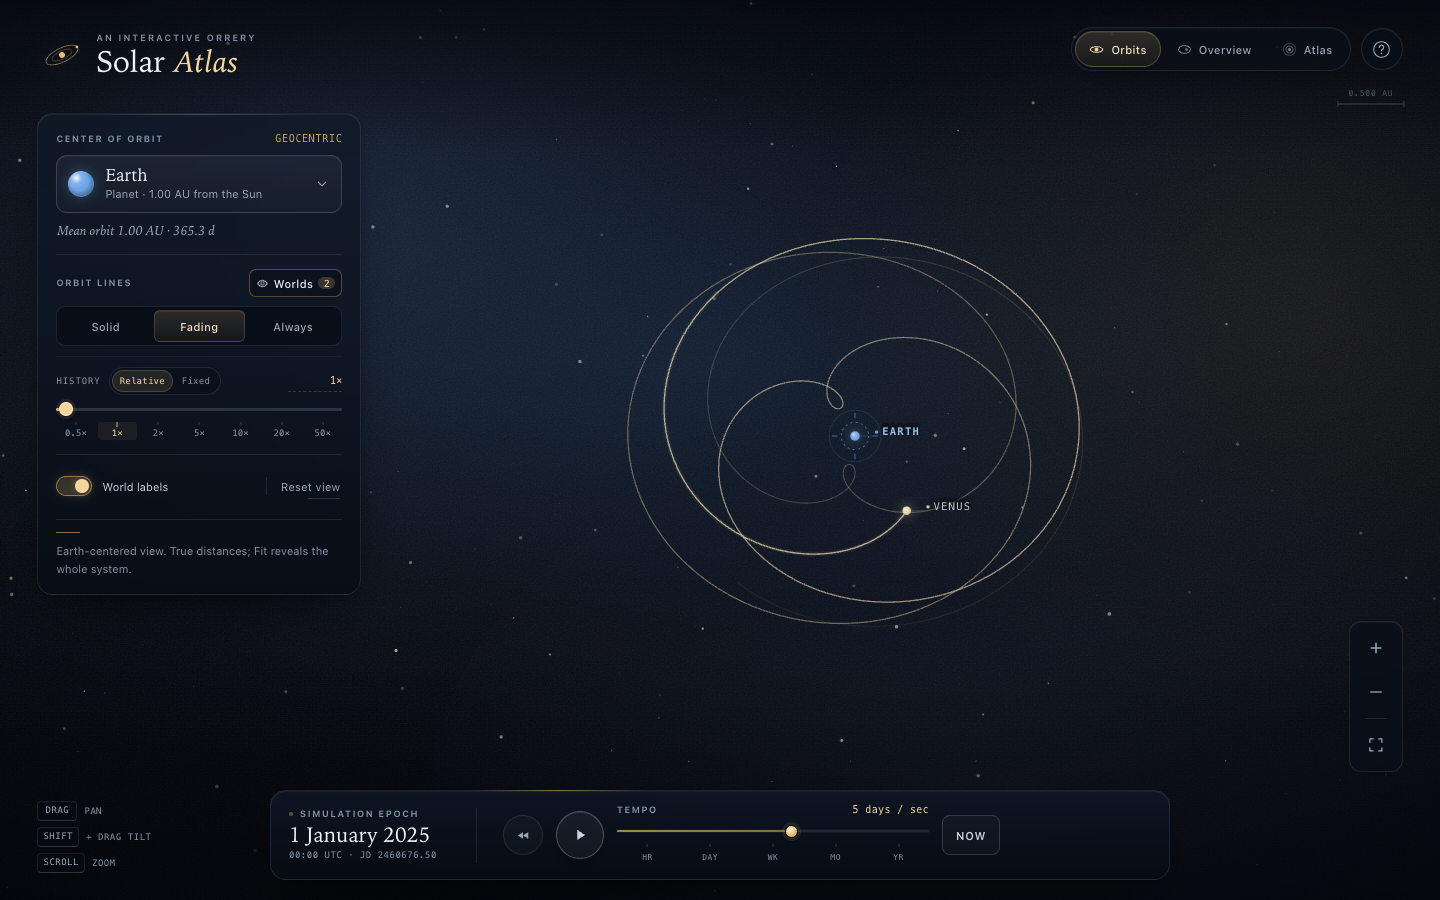 AN INTERACTIVE ORRERY
Solar Atlas
Orbits
Overview
Atlas
0.500 AU
CENTER OF ORBIT
GEOCENTRIC
Earth
Planet · 1.00 AU from the Sun
Mean orbit 1.00 AU · 365.3 d
ORBIT LINES
Worlds 2
Solid
Fading
Always
HISTORY
Relative
Fixed
1×
0.5× 1× 2× 5× 10× 20× 50×
World labels
Reset view
Earth-centered view. True distances; Fit reveals the
whole system.
EARTH
VENUS
DRAG PAN
SHIFT + DRAG TILT
SCROLL ZOOM
SIMULATION EPOCH
1 January 2025
00:00 UTC · JD 2460676.50
TEMPO
5 days / sec
HR DAY WK MO YR
NOW